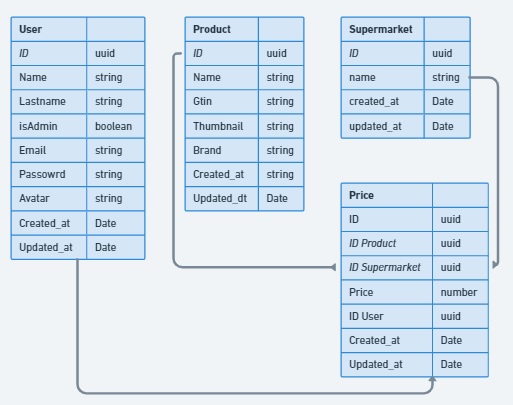 User
ID uuid
Name string
Lastname string
isAdmin boolean
Email string
Passowrd string
Avatar string
Created_at Date
Updated_at Date
Product
ID uuid
Name string
Gtin string
Thumbnail string
Brand string
Created_at string
Updated_dt Date
Supermarket
ID uuid
name string
created_at Date
updated_at Date
Price
ID uuid
ID Product uuid
ID Supermarket uuid
Price number
ID User uuid
Created_at Date
Updated_at Date